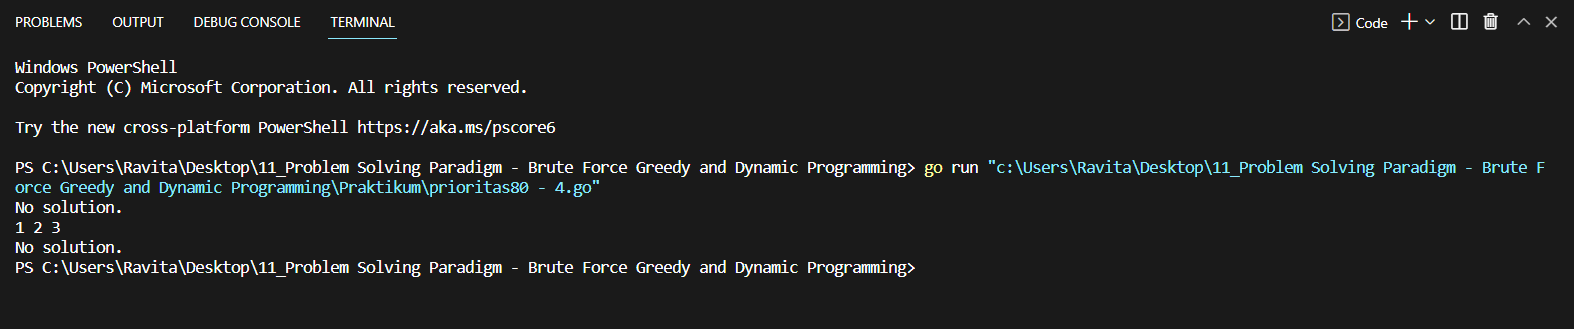 PROBLEMS OUTPUT DEBUG CONSOLE TERMINAL Code
Windows PowerShell
Copyright (C) Microsoft Corporation. All rights reserved.
Try the new cross-platform PowerShell https://aka.ms/pscore6
PS C:\Users\Ravita\Desktop\11_Problem Solving Paradigm - Brute Force Greedy and Dynamic Programming> go run "c:\Users\Ravita\Desktop\11_Problem Solving Paradigm - Brute F
orce Greedy and Dynamic Programming\Praktikum\prioritas80 - 4.go"
No solution.
1 2 3
No solution.
PS C:\Users\Ravita\Desktop\11_Problem Solving Paradigm - Brute Force Greedy and Dynamic Programming>